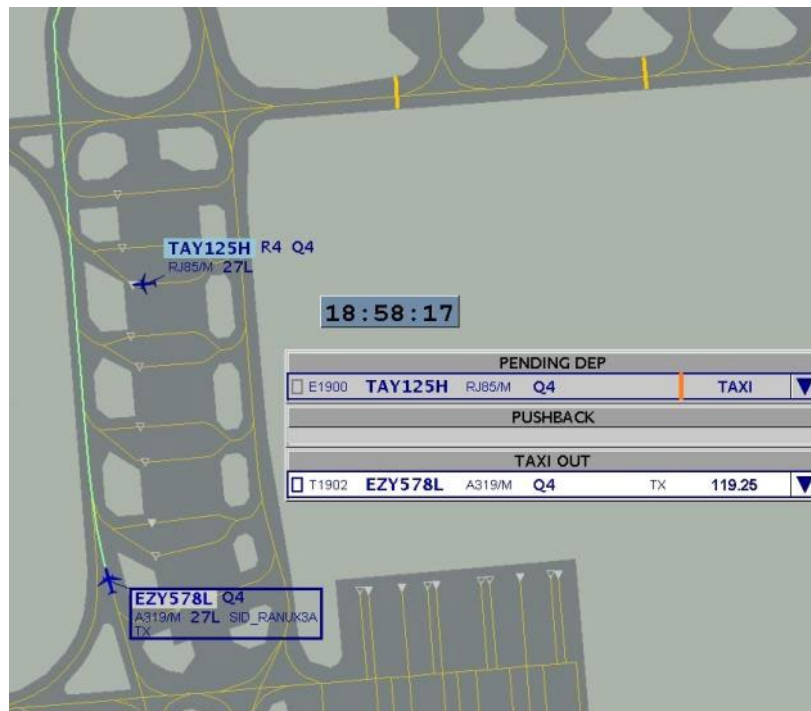 TAY125H R4 Q4
RJ85/M 27L
18:58:17
PENDING DEP
E1900 TAY125H RJ85/M Q4 TAXI
PUSHBACK
TAXI OUT
T1902 EZY578L A319/M Q4 TX 119.25
EZY578L Q4
A319/M 27L SID_RANUX3A
TX